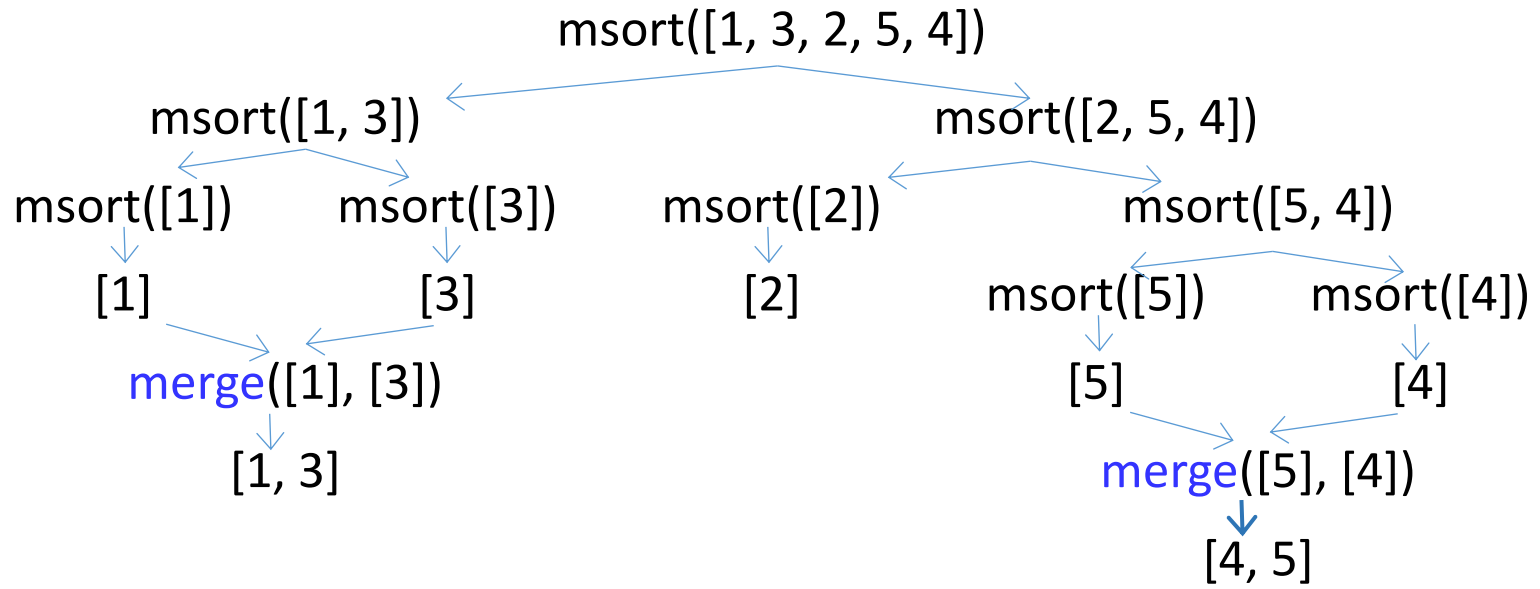 msort([1, 3, 2, 5, 4])
msort([1, 3]) msort([2, 5, 4])
msort([1]) msort([3]) msort([2]) msort([5, 4])
[1] [3] [2] msort([5]) msort([4])
merge([1], [3]) [5] [4]
[1, 3] merge([5], [4])
[4, 5]